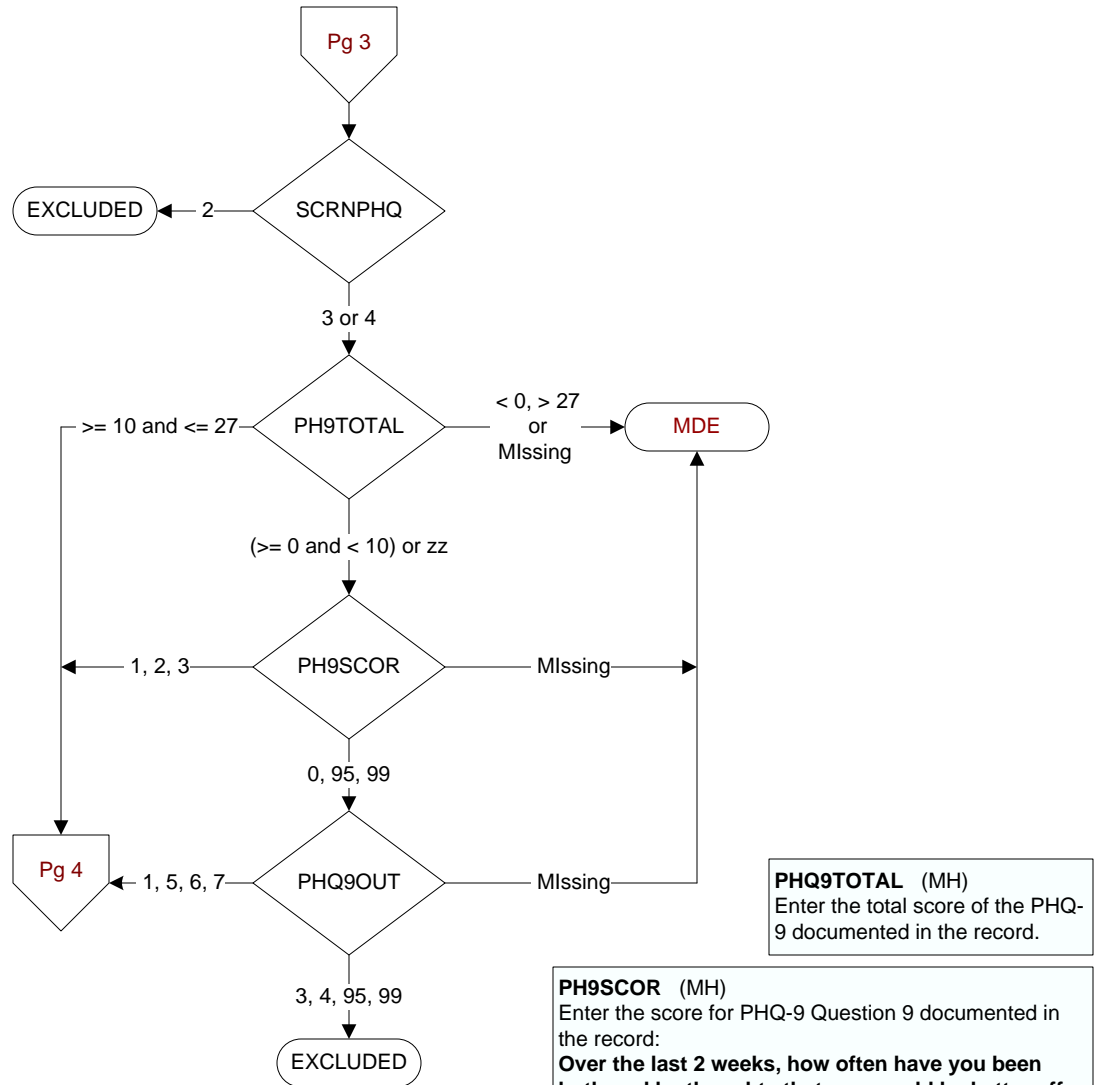 Pg 3
SCRNPHQ
EXCLUDED
2
3 or 4
PH9TOTAL
>= 10 and <= 27
< 0, > 27
or
MIssing
MDE
(>= 0 and < 10) or zz
PH9SCOR
1, 2, 3
MIssing
0, 95, 99
Pg 4
1, 5, 6, 7
PHQ9OUT
MIssing
3, 4, 95, 99
EXCLUDED
PHQ9TOTAL (MH)
Enter the total score of the PHQ-
9 documented in the record.
PH9SCOR (MH)
Enter the score for PHQ-9 Question 9 documented in
the record:
Over the last 2 weeks, how often have you been